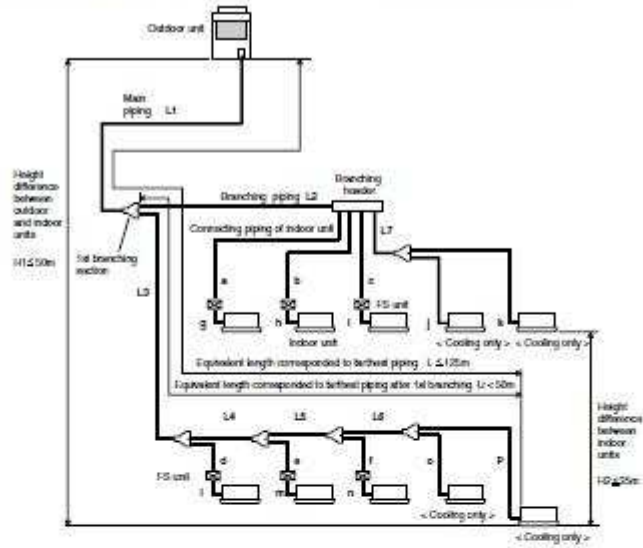 Outdoor unit
Main
piping L1
Height
difference
between
outdoor
and indoor
units
H1≤50m
1st branching
section
Branching piping L2
Branching
header
Connecting piping of indoor unit
L7
L3
a
b
c
FS unit
g
h
i
j
k
Indoor unit
< Cooling only >
< Cooling only >
Equivalent length corresponded to farthest piping L ≤125m
Equivalent length corresponded to farthest piping after 1st branching Li < 50m
Height
difference
between
indoor
units
H2≤35m
L4
L5
L6
d
e
f
o
p
FS unit
l
m
n
< Cooling only >
< Cooling only >